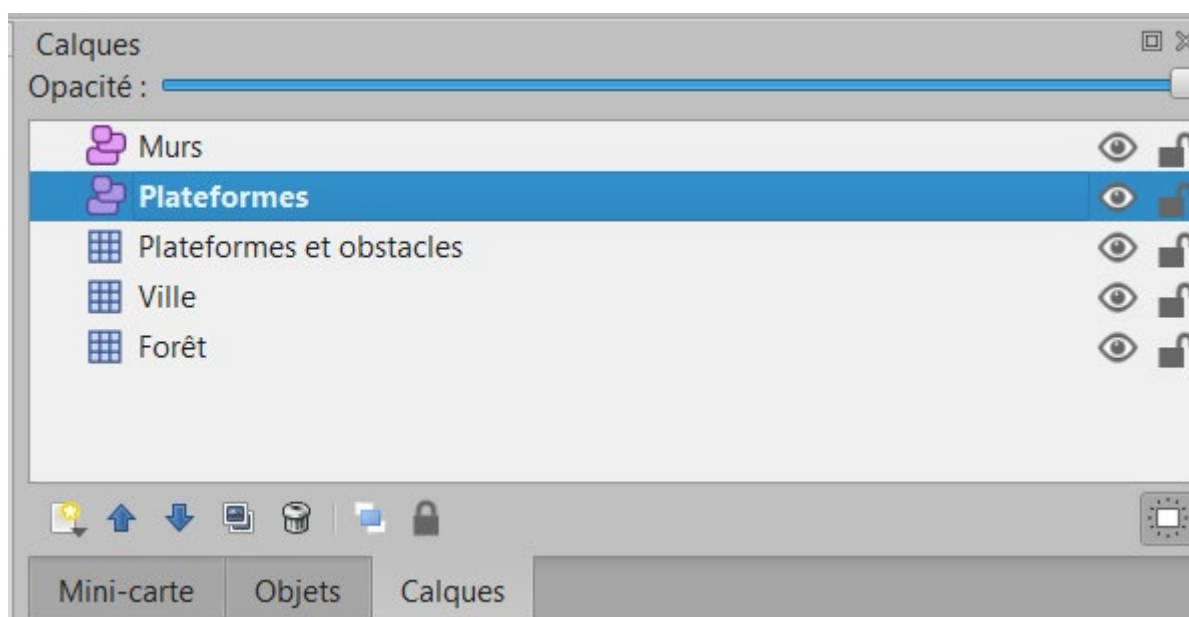 Calques
Opacité :
Murs
Plateformes
Plateformes et obstacles
Ville
Forêt
Mini-carte Objets Calques